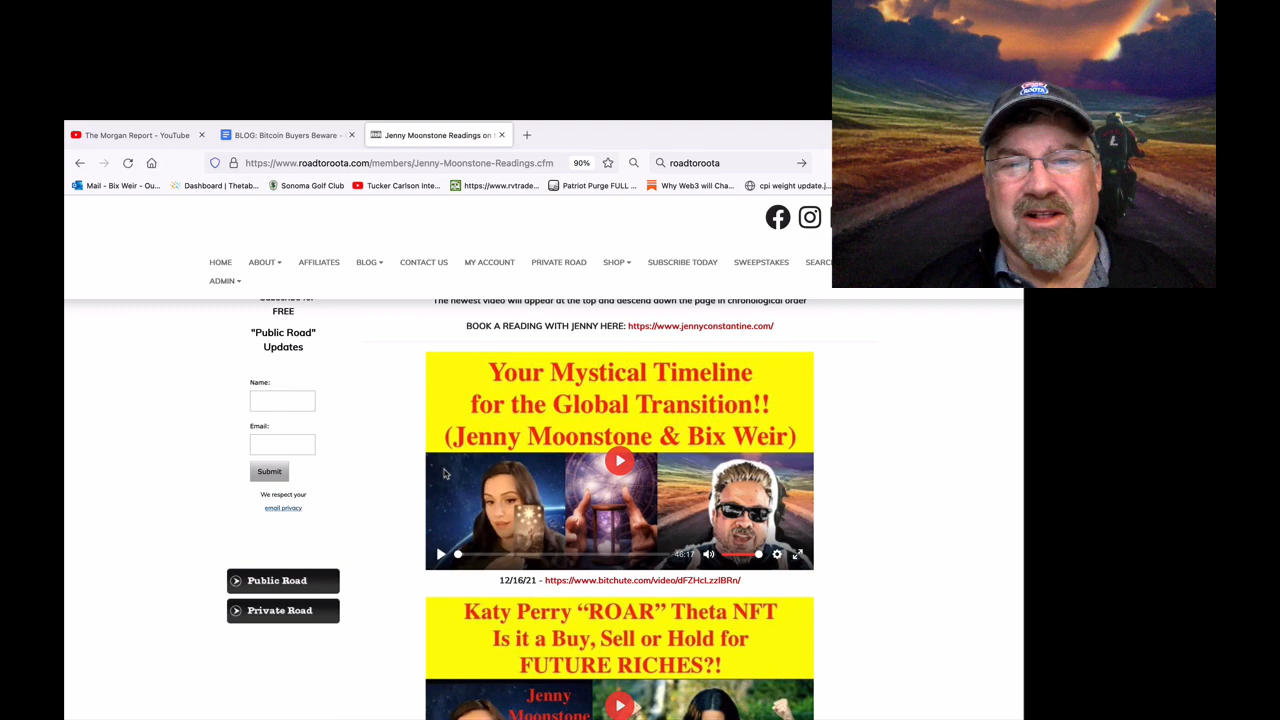 The Morgan Report - YouTube
BLOG: Bitcoin Buyers Beware -
Jenny Moonstone Readings on
https://www.roadtoroota.com/members/Jenny-Moonstone-Readings.cfm
90%
roadtoroota
Mail - Bix Weir - Ou...
Dashboard | Thetab...
Sonoma Golf Club
Tucker Carlson inte...
https://www.rvtrade...
Patriot Purge FULL ...
Why Web3 will Cha...
cpi weight update.j...
ROOTA
HOME
ABOUT
AFFILIATES
BLOG
CONTACT US
MY ACCOUNT
PRIVATE ROAD
SHOP
SUBSCRIBE TODAY
SWEEPSTAKES
SEARC
ADMIN
Subscribe for
FREE
"Public Road"
Updates
Name:
Email:
Submit
We respect your
email privacy
Public Road
Private Road
The newest video will appear at the top and descend down the page in chronological order
BOOK A READING WITH JENNY HERE: https://www.jennyconstantine.com/
Your Mystical Timeline
for the Global Transition!!
(Jenny Moonstone & Bix Weir)
46:17
12/16/21 - https://www.bitchute.com/video/dFZHcLzzIBRn/
Katy Perry “ROAR” Theta NFT
Is it a Buy, Sell or Hold for
FUTURE RICHES?!
Jenny
Moonstone